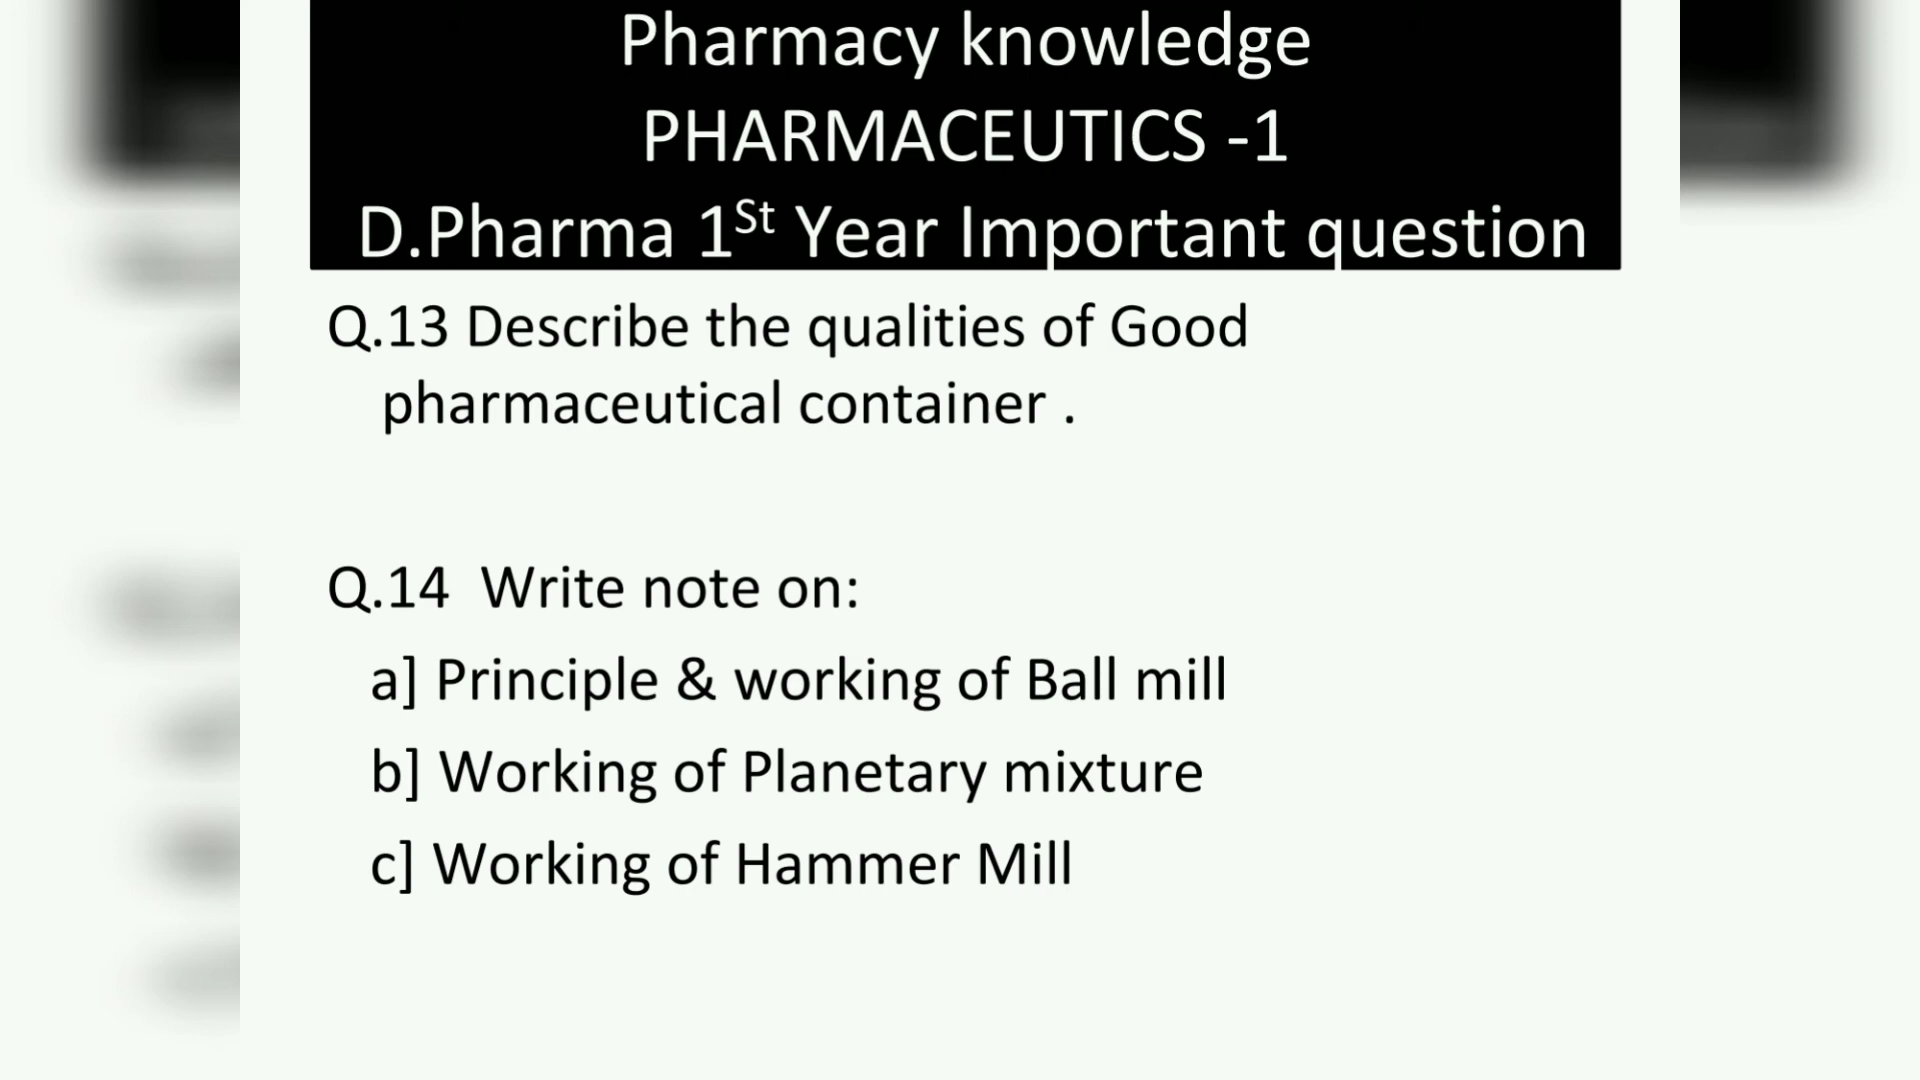 Pharmacy knowledge
PHARMACEUTICS -1
D.Pharma 1St Year Important question
Q.13 Describe the qualities of Good
pharmaceutical container .
Q.14 Write note on:
a] Principle & working of Ball mill
b] Working of Planetary mixture
c] Working of Hammer Mill